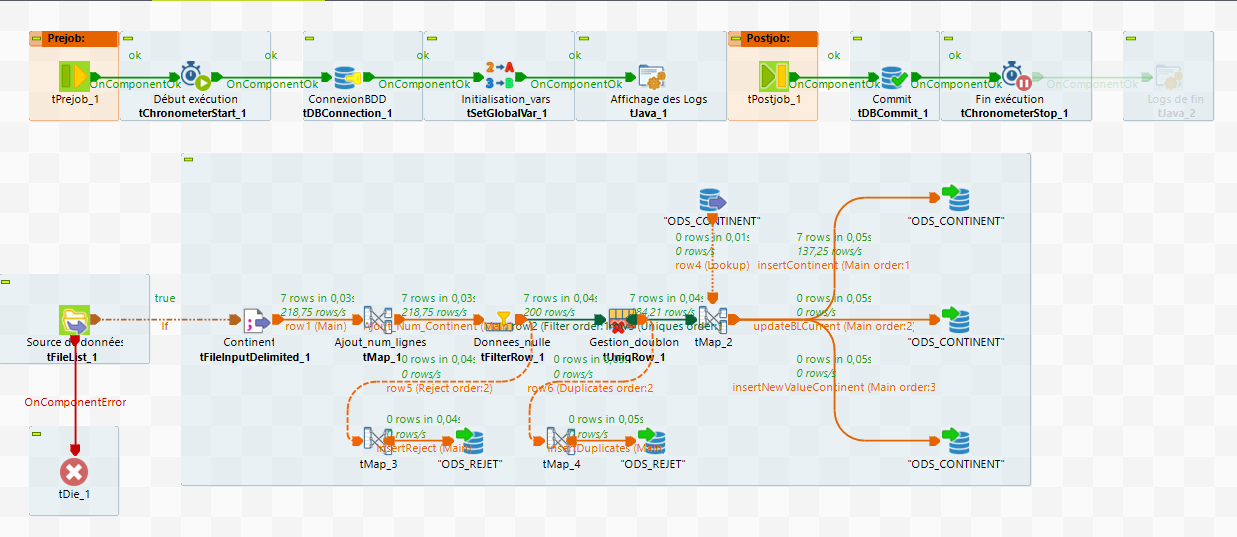 Prejob:
Postjob:
ok
ok
ok
ok
ok
ok
OnComponentOk
OnComponentOk
OnComponentOk
OnComponentOk
OnComponentOk
OnComponentOk
OnComponentOk
tPrejob_1
Début exécution
tChronometerStart_1
ConnexionBDD
tDBConnection_1
Initialisation_vars
tSetGlobalVar_1
Affichage des Logs
tJava_1
tPostjob_1
Commit
tDBCommit_1
Fin exécution
tChronometerStop_1
Logs de fin
tJava_2
"ODS_CONTINENT"
"ODS_CONTINENT"
0 rows in 0,01s
0 rows/s
row4 (Lookup)
7 rows in 0,05s
137,25 rows/s
insertContinent (Main order:1
true
If
7 rows in 0,03s
218,75 rows/s
row1 (Main)
7 rows in 0,03s
218,75 rows/s
Ajout_Num_Continent (Main)
7 rows in 0,04s
200 rows/s
row2 (Filter order:1)
7 rows in 0,04s
184,21 rows/s
(Uniques order:
0 rows in 0,05s
0 rows/s
updateBLCurrent (Main order:2)
Source de données
tFileList_1
Continent
tFileInputDelimited_1
Ajout_num_lignes
tMap_1
Donnees_nulle
tFilterRow_1
Gestion_doublon
tUniqRow_1
tMap_2
"ODS_CONTINENT"
0 rows in 0,04s
0 rows/s
row5 (Reject order:2)
0 rows/s
row6 (Duplicates order:2
0 rows in 0,05s
0 rows/s
insertNewValueContinent (Main order:3
OnComponentError
0 rows in 0,04s
0 rows/s
insertReject (Main)
0 rows in 0,05s
0 rows/s
insertDuplicates (Main)
tMap_3
"ODS_REJET"
tMap_4
"ODS_REJET"
"ODS_CONTINENT"
tDie_1